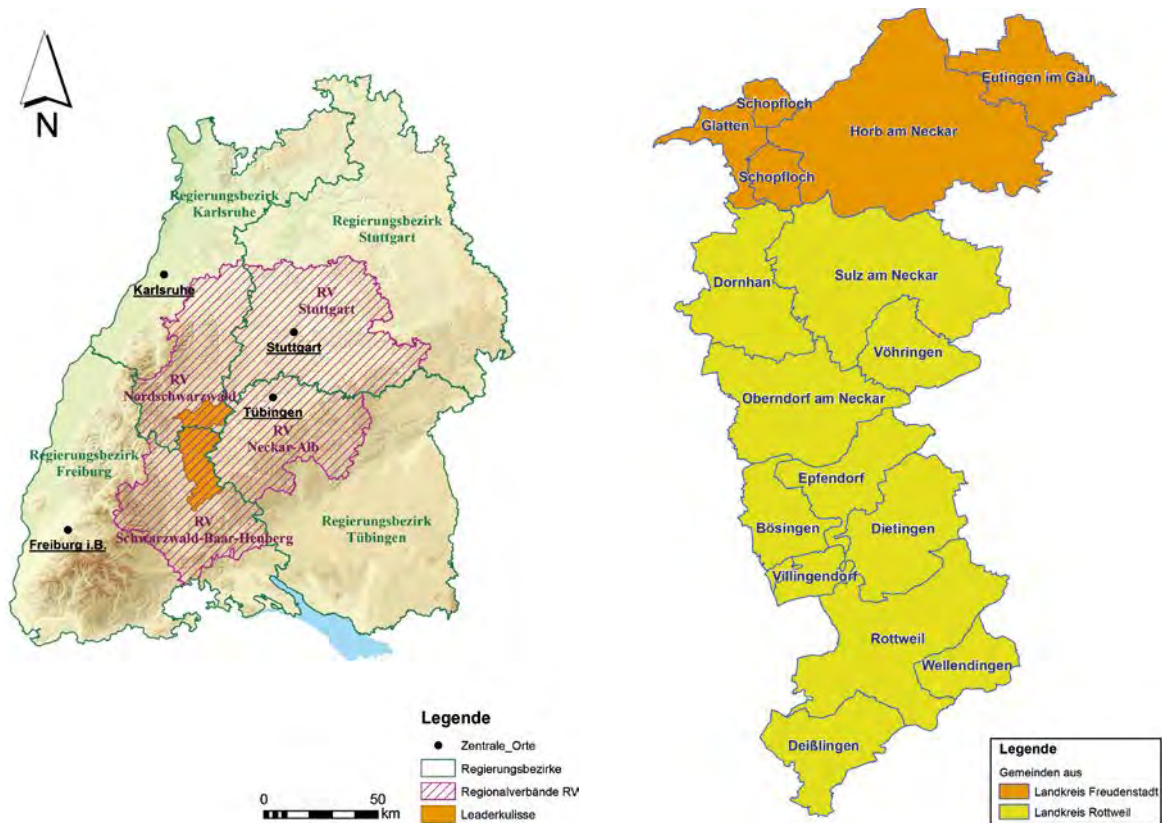 N
Regierungsbezirk
Karlsruhe
Regierungsbezirk
Stuttgart
Karlsruhe
RV
Stuttgart
Stuttgart
RV
Nordschwarzwald
Tübingen
RV
Neckar-Alb
Regierungsbezirk
Freiburg
RV
Schwarzwald-Baar-Heuberg
Regierungsbezirk
Tübingen
Freiburg i.B.
Legende
Zentrale_Orte
Regierungsbezirke
Regionalverbände RV
Leaderkulisse
0 50
km
Eutingen im Gäu
Schopfloch
Glatten
Horb am Neckar
Schopfloch
Dornhan
Sulz am Neckar
Vöhringen
Oberndorf am Neckar
Epfendorf
Bösingen
Dietingen
Villingendorf
Rottweil
Wellendingen
Deißlingen
Legende
Gemeinden aus
Landkreis Freudenstadt
Landkreis Rottweil